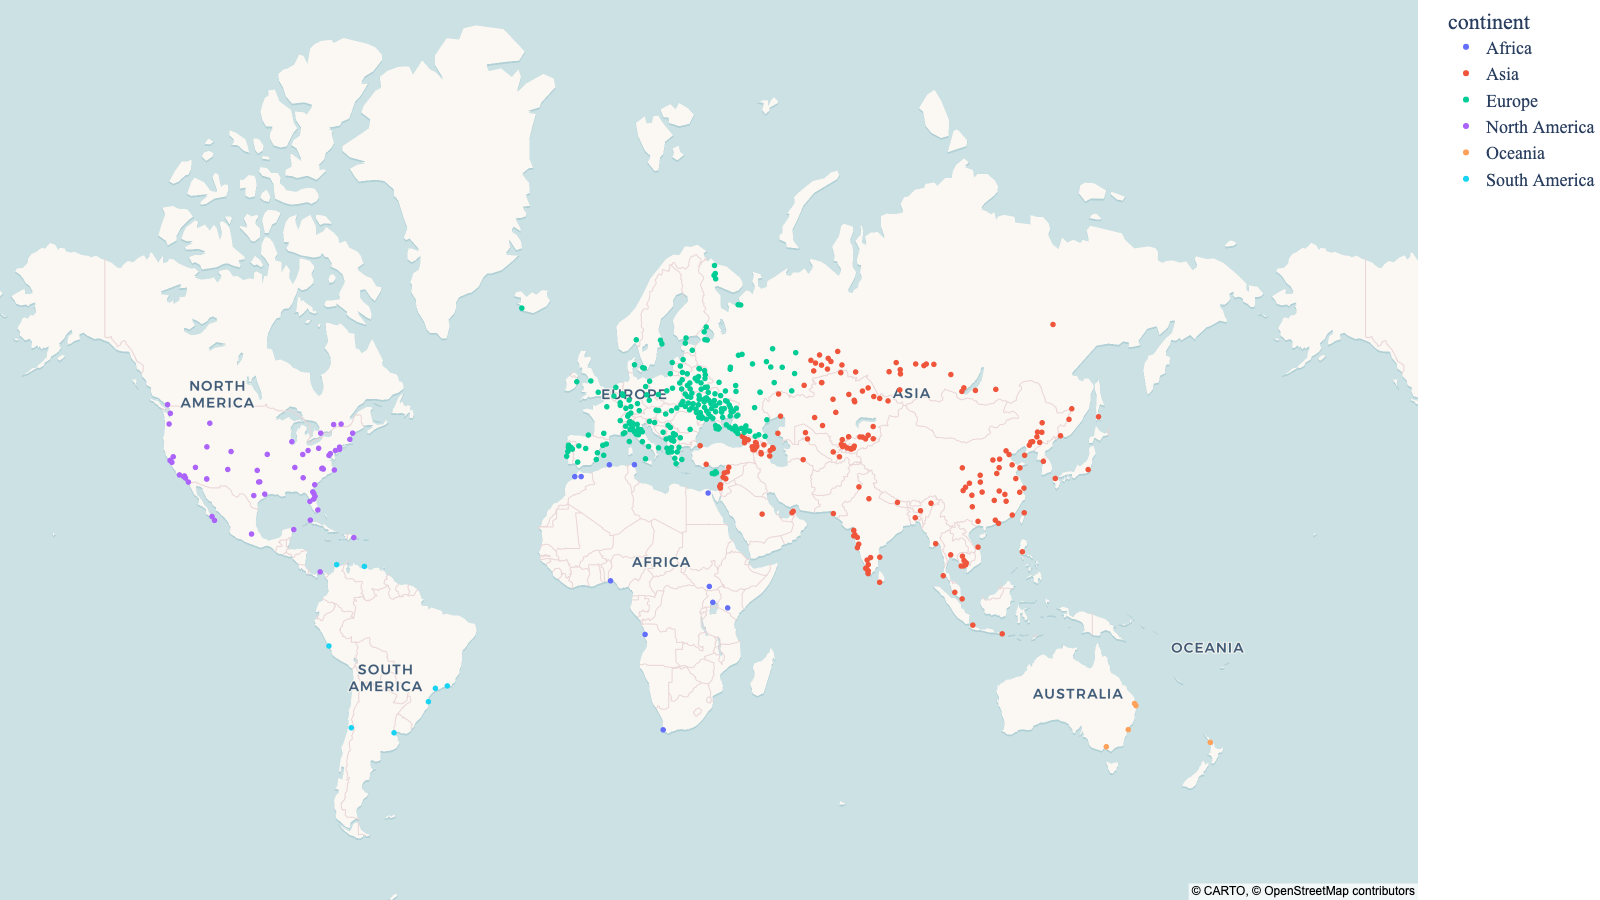 continent
Africa
Asia
Europe
North America
Oceania
South America
NORTH
AMERICA
EUROPE
ASIA
AFRICA
SOUTH
AMERICA
OCEANIA
AUSTRALIA
© CARTO, © OpenStreetMap contributors